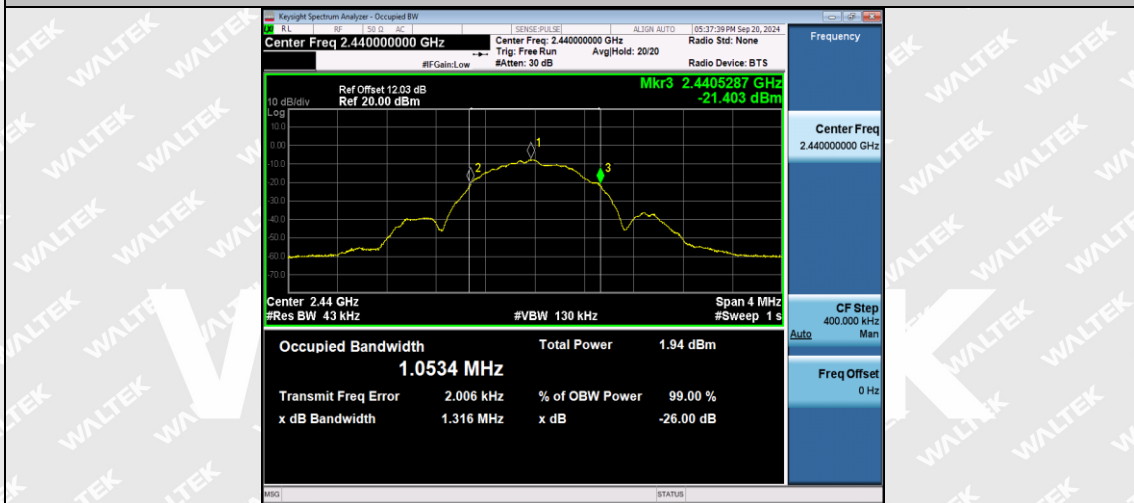 Keysight Spectrum Analyzer - Occupied BW
RL RF 50 Ω AC SENSE:PULSE ALIGN AUTO 05:37:39 PM Sep 20, 2024
Center Freq 2.440000000 GHz
Center Freq: 2.440000000 GHz
Radio Std: None
Trig: Free Run Avg|Hold: 20/20
#IFGain:Low
#Atten: 30 dB
Radio Device: BTS
Frequency
Mkr3 2.4405287 GHz
-21.403 dBm
Ref Offset 12.03 dB
10 dB/div Ref 20.00 dBm
Log
10.0
0.00
-10.0
-20.0
-30.0
-40.0
-50.0
-60.0
-70.0
1
2
3
Center Freq
2.440000000 GHz
Center 2.44 GHz Span 4 MHz
#Res BW 43 kHz #VBW 130 kHz #Sweep 1 s
CF Step
400.000 kHz
Auto Man
Occupied Bandwidth
1.0534 MHz
Total Power 1.94 dBm
Transmit Freq Error 2.006 kHz % of OBW Power 99.00 %
x dB Bandwidth 1.316 MHz x dB -26.00 dB
Freq Offset
0 Hz
MSG STATUS
WALTEK